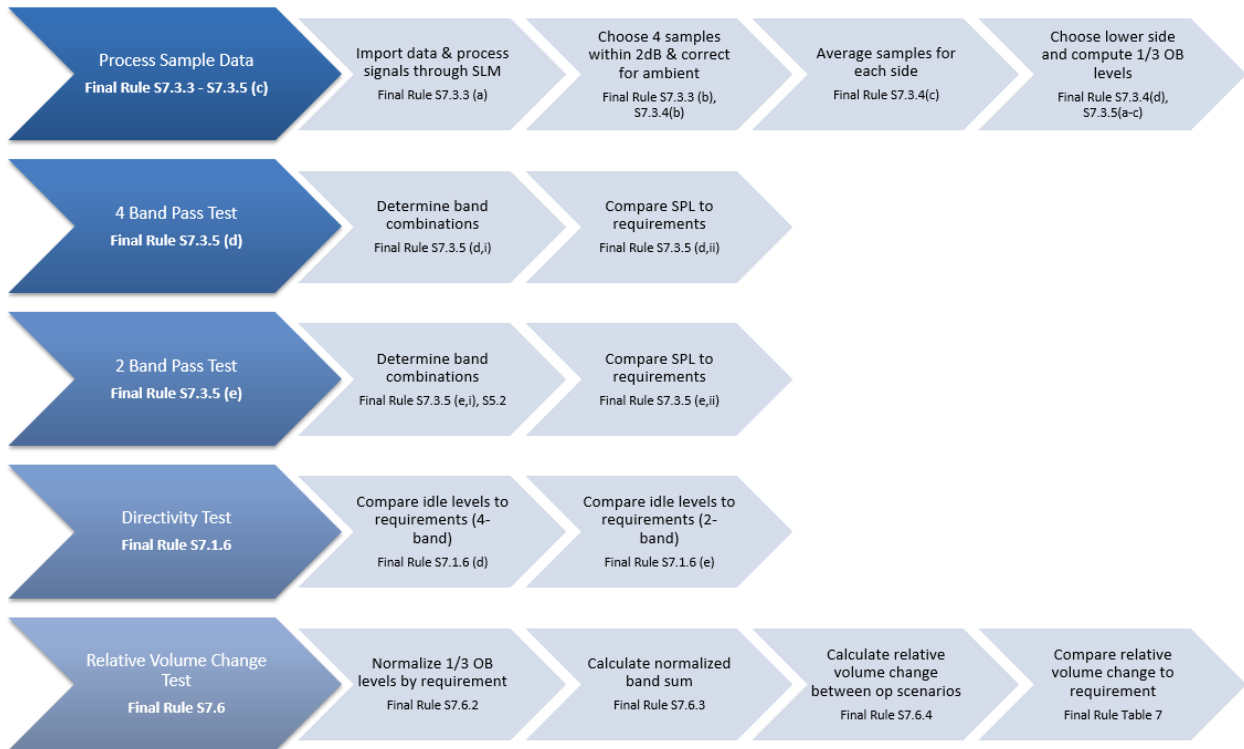 Process Sample Data
Final Rule S7.3.3 - S7.3.5 (c)
Import data & process
signals through SLM
Final Rule S7.3.3 (a)
Choose 4 samples
within 2dB & correct
for ambient
Final Rule S7.3.3 (b),
S7.3.4(b)
Average samples for
each side
Final Rule S7.3.4(c)
Choose lower side
and compute 1/3 OB
levels
Final Rule S7.3.4(d),
S7.3.5(a-c)
4 Band Pass Test
Final Rule S7.3.5 (d)
Determine band
combinations
Final Rule S7.3.5 (d,i)
Compare SPL to
requirements
Final Rule S7.3.5 (d,ii)
2 Band Pass Test
Final Rule S7.3.5 (e)
Determine band
combinations
Final Rule S7.3.5 (e,i), S5.2
Compare SPL to
requirements
Final Rule S7.3.5 (e,ii)
Directivity Test
Final Rule S7.1.6
Compare idle levels to
requirements (4-
band)
Final Rule S7.1.6 (d)
Compare idle levels to
requirements (2-
band)
Final Rule S7.1.6 (e)
Relative Volume Change
Test
Final Rule S7.6
Normalize 1/3 OB
levels by requirement
Final Rule S7.6.2
Calculate normalized
band sum
Final Rule S7.6.3
Calculate relative
volume change
between op scenarios
Final Rule S7.6.4
Compare relative
volume change to
requirement
Final Rule Table 7